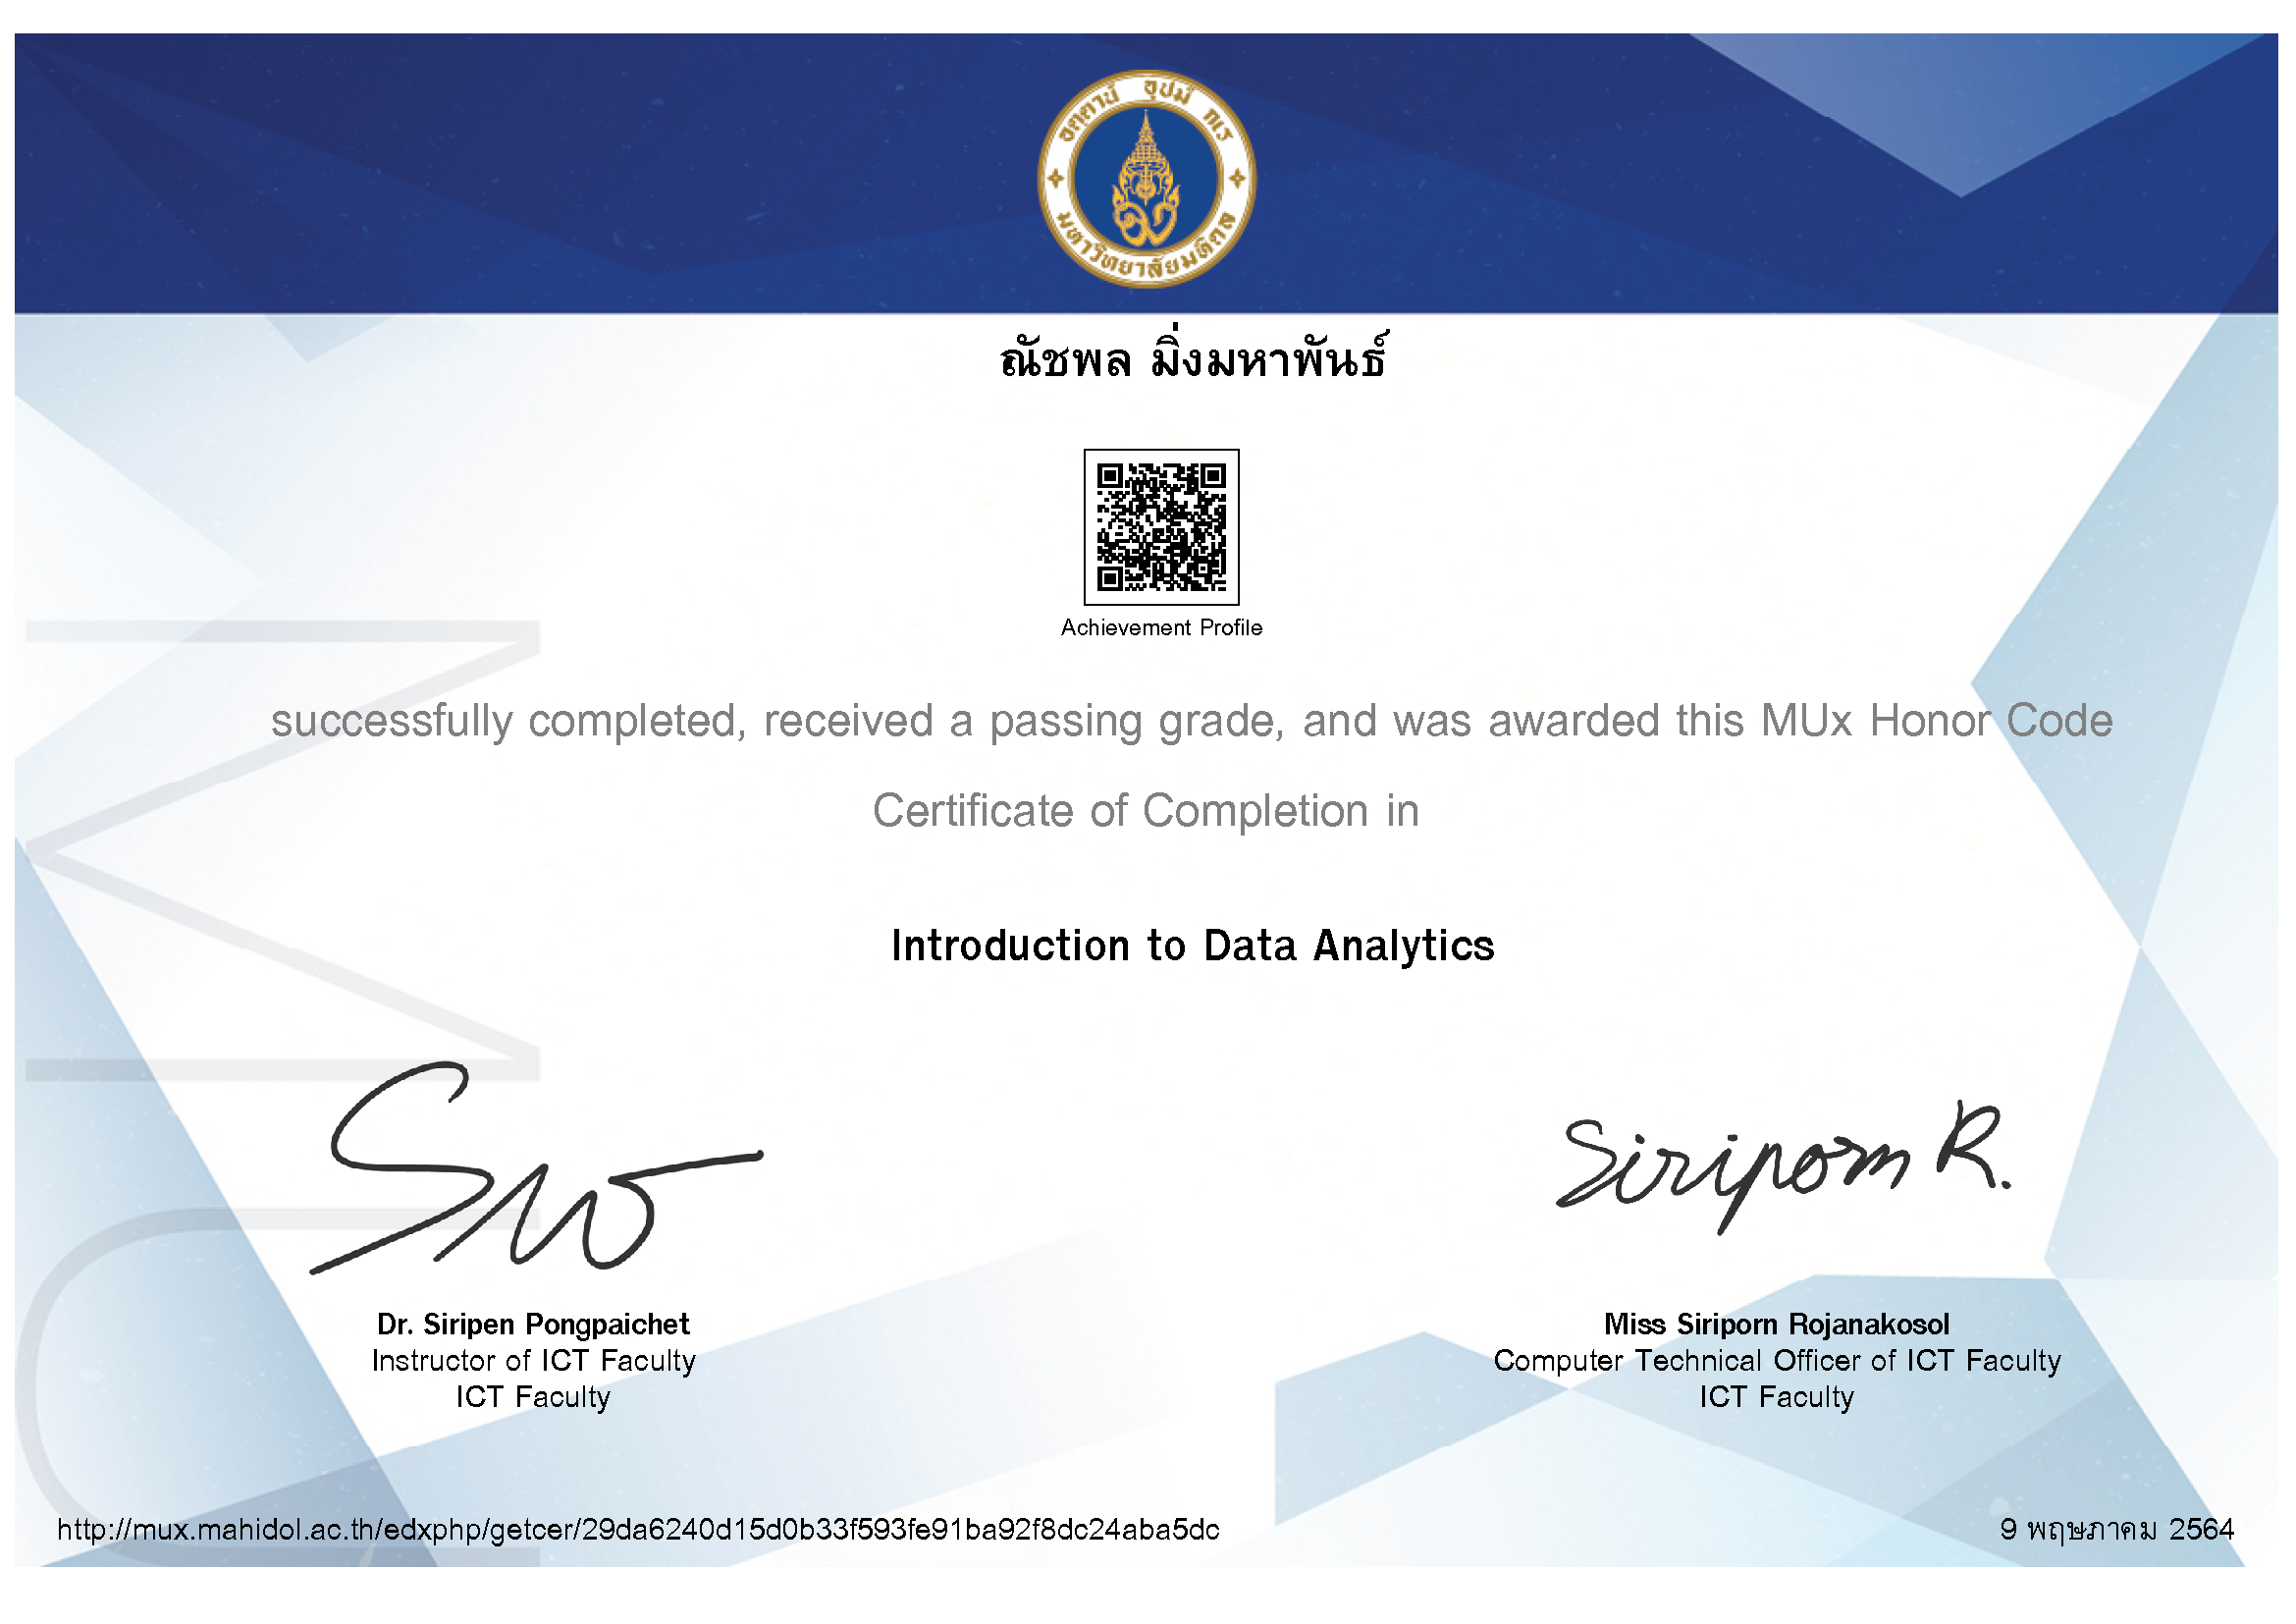 อตฺตานํ อุปมํ กเร
มหาวิทยาลัยมหิดล
ณัชพล มิ่งมหาพันธ์
Achievement Profile
successfully completed, received a passing grade, and was awarded this MUx Honor Code
Certificate of Completion in
Introduction to Data Analytics
Siriporn R.
Dr. Siripen Pongpaichet
Instructor of ICT Faculty
ICT Faculty
Miss Siriporn Rojanakosol
Computer Technical Officer of ICT Faculty
ICT Faculty
http://mux.mahidol.ac.th/edxphp/getcer/29da6240d15d0b33f593fe91ba92f8dc24aba5dc
9 พฤษภาคม 2564